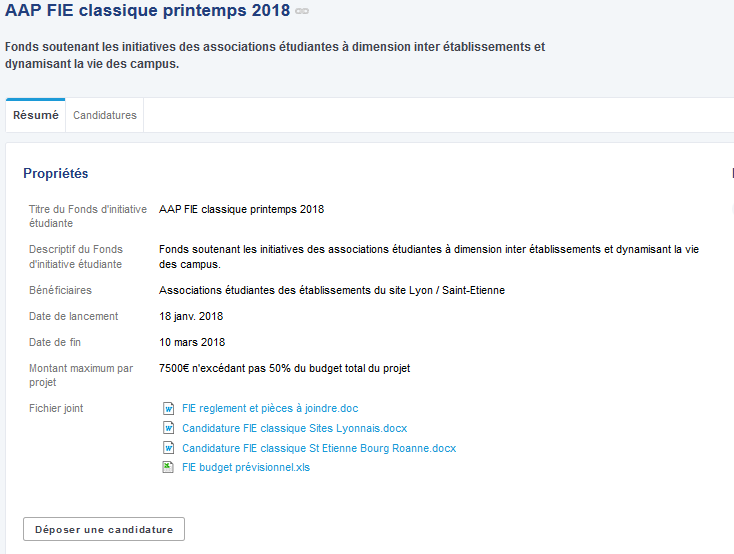 AAP FIE classique printemps 2018
Fonds soutenant les initiatives des associations étudiantes à dimension inter établissements et
dynamisant la vie des campus.
Résumé
Candidatures
Propriétés
Titre du Fonds d'initiative
étudiante
AAP FIE classique printemps 2018
Descriptif du Fonds
d'initiative étudiante
Fonds soutenant les initiatives des associations étudiantes à dimension inter établissements et dynamisant la vie
des campus.
Bénéficiaires
Associations étudiantes des établissements du site Lyon / Saint-Etienne
Date de lancement
18 janv. 2018
Date de fin
10 mars 2018
Montant maximum par
projet
7500€ n'excédant pas 50% du budget total du projet
Fichier joint
FIE reglement et pièces à joindre.doc
Candidature FIE classique Sites Lyonnais.docx
Candidature FIE classique St Etienne Bourg Roanne.docx
FIE budget prévisionnel.xls
Déposer une candidature